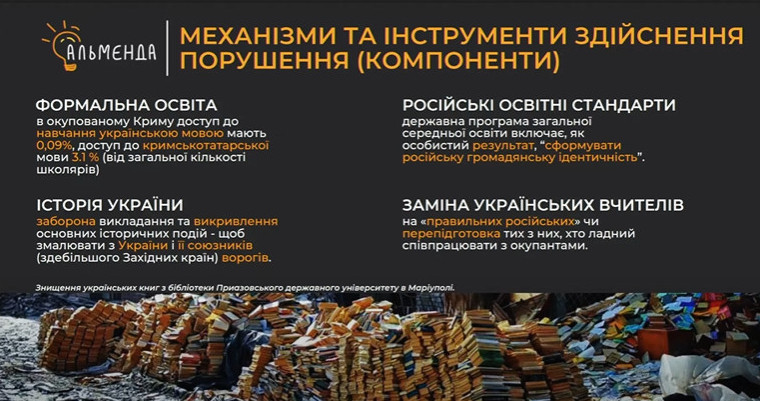 АЛЬМЕНДА
МЕХАНІЗМИ ТА ІНСТРУМЕНТИ ЗДІЙСНЕННЯ
ПОРУШЕННЯ (КОМПОНЕНТИ)
ФОРМАЛЬНА ОСВІТА
в окупованому Криму доступ до
навчання українською мовою мають
0,09%, доступ до кримськотатарської
мови 3.1 % (від загальної кількості
школярів)
ІСТОРІЯ УКРАЇНИ
заборона викладання та викривлення
основних історичних подій - щоб
змалювати з України і її союзників
(здебільшого Західних країн) ворогів.
РОСІЙСЬКІ ОСВІТНІ СТАНДАРТИ
державна програма загальної
середньої освіти включає, як
особистий результ, “сформувати
російську громадянську ідентичність”.
ЗАМІНА УКРАЇНСЬКИХ ВЧИТЕЛІВ
на «правильних російських» чи
перепідготовка тих з них, хто ладний
співпрацювати з окупантами.
Знищення українських книг з бібліотеки Приазовського державного університету в Маріуполі.